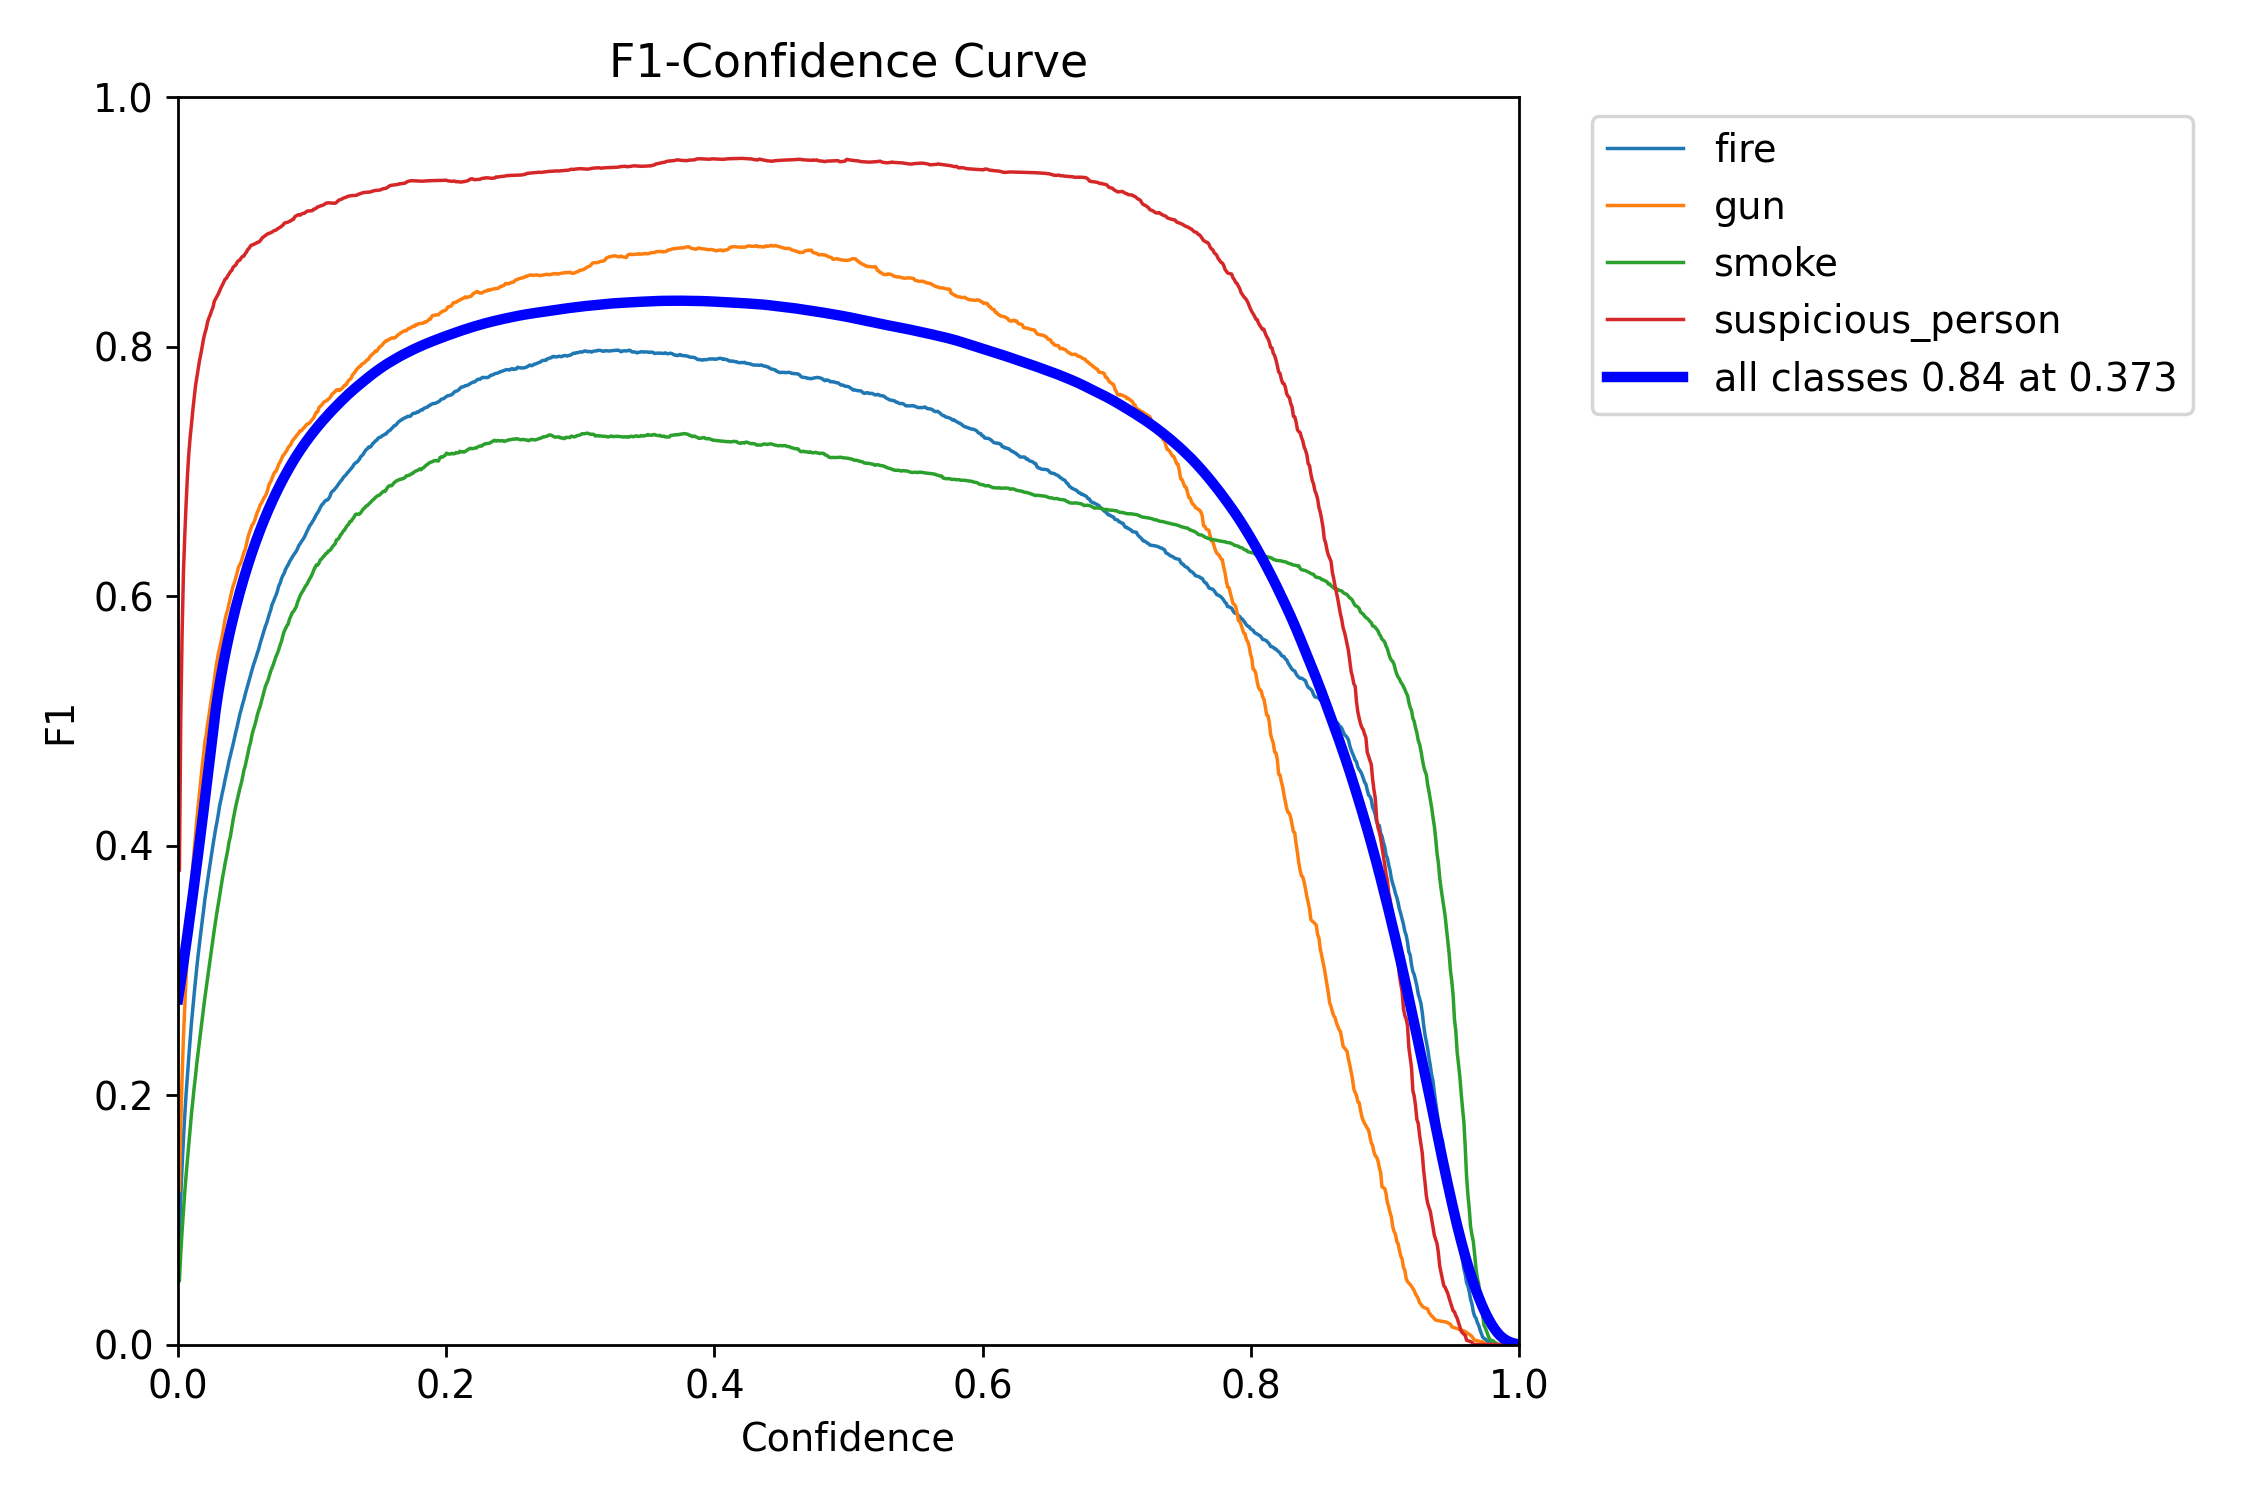 F1-Confidence Curve
1.0
0.8
0.6
0.4
0.2
0.0
F1
0.0 0.2 0.4 0.6 0.8 1.0
Confidence
fire
gun
smoke
suspicious_person
all classes 0.84 at 0.373